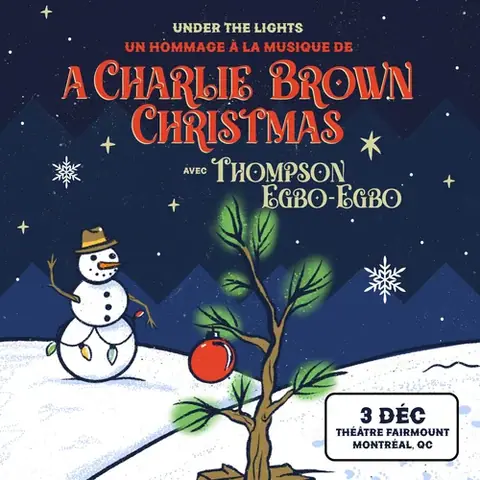 UNDER THE LIGHTS
UN HOMMAGE À LA MUSIQUE DE
A CHARLIE BROWN
CHRISTMAS
AVEC THOMPSON
EGBO-EGBO
3 DÉC
THÉÂTRE FAIRMOUNT
MONTRÉAL, QC